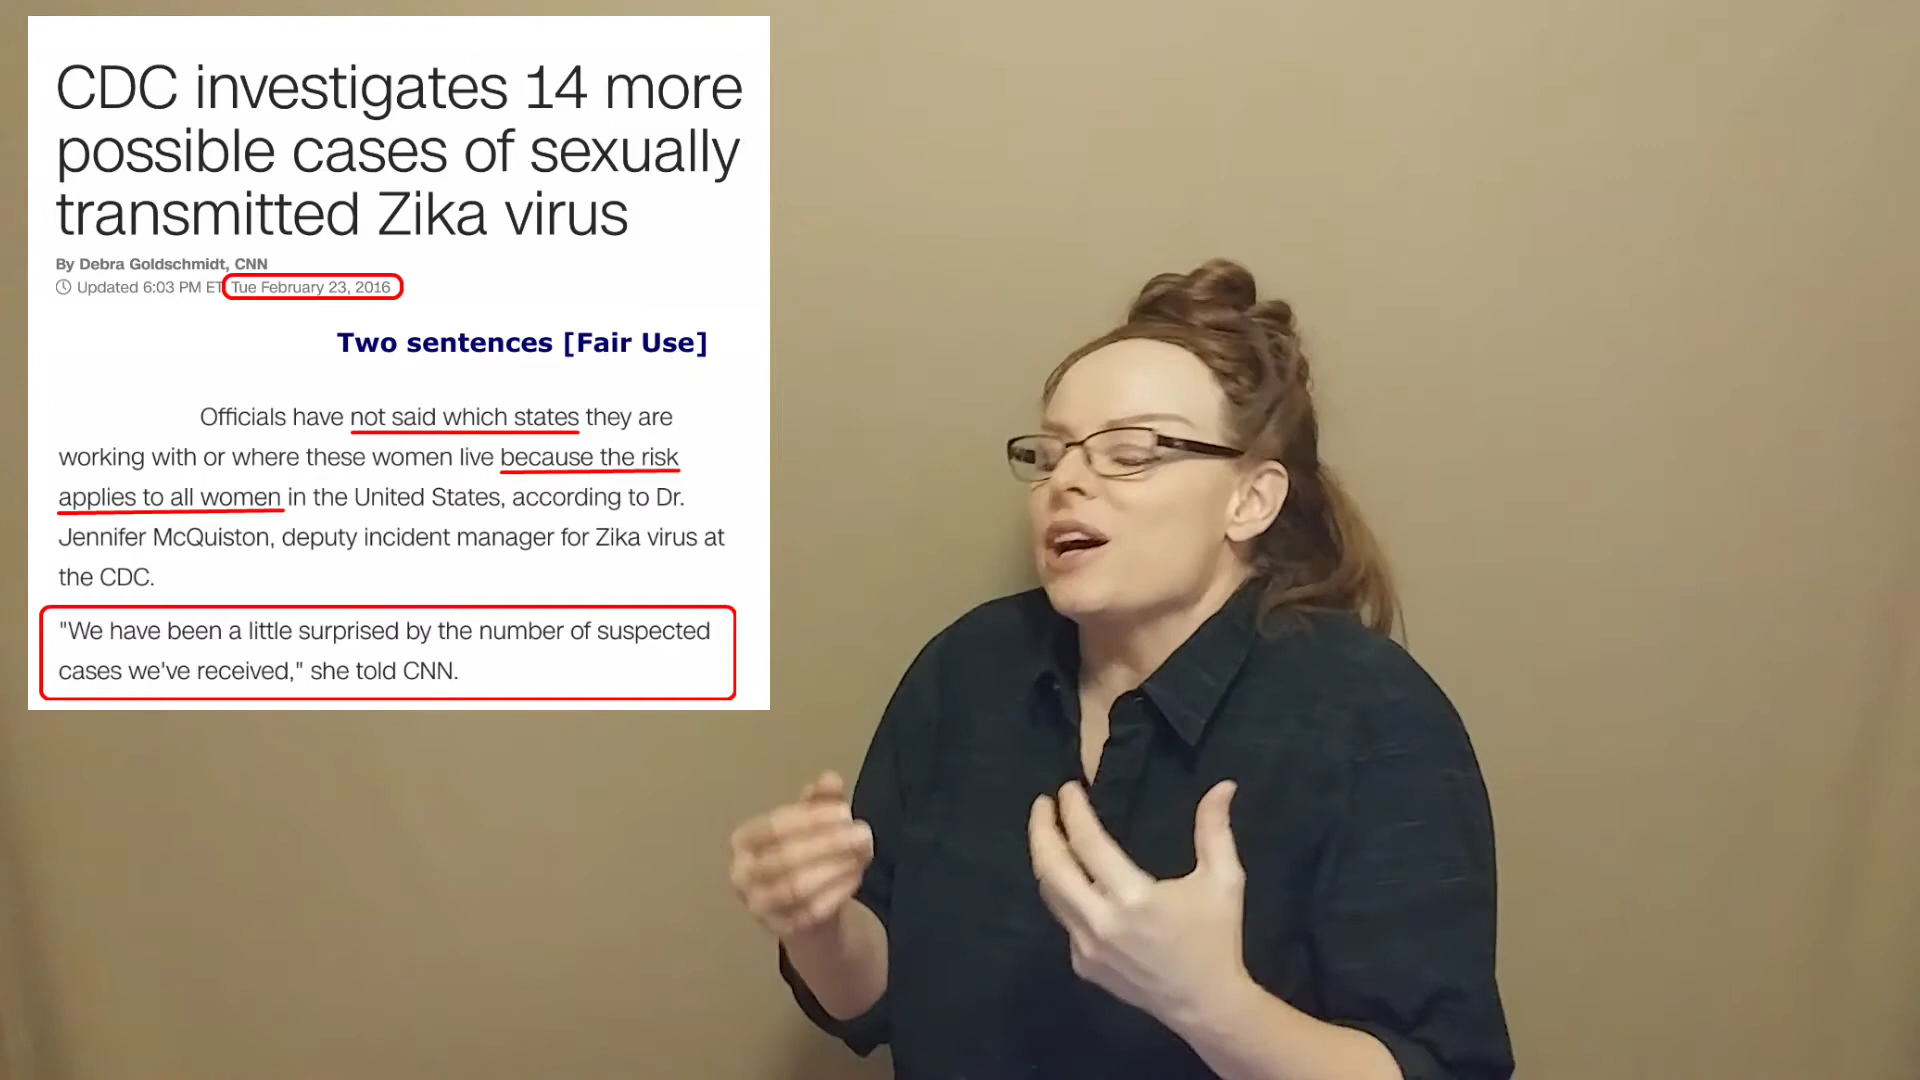 CDC investigates 14 more
possible cases of sexually
transmitted Zika virus
By Debra Goldschmidt, CNN
Updated 6:03 PM ET Tue February 23, 2016
Two sentences [Fair Use]
Officials have not said which states they are
working with or where these women live because the risk
applies to all women in the United States, according to Dr.
Jennifer McQuiston, deputy incident manager for Zika virus at
the CDC.
"We have been a little surprised by the number of suspected
cases we've received," she told CNN.